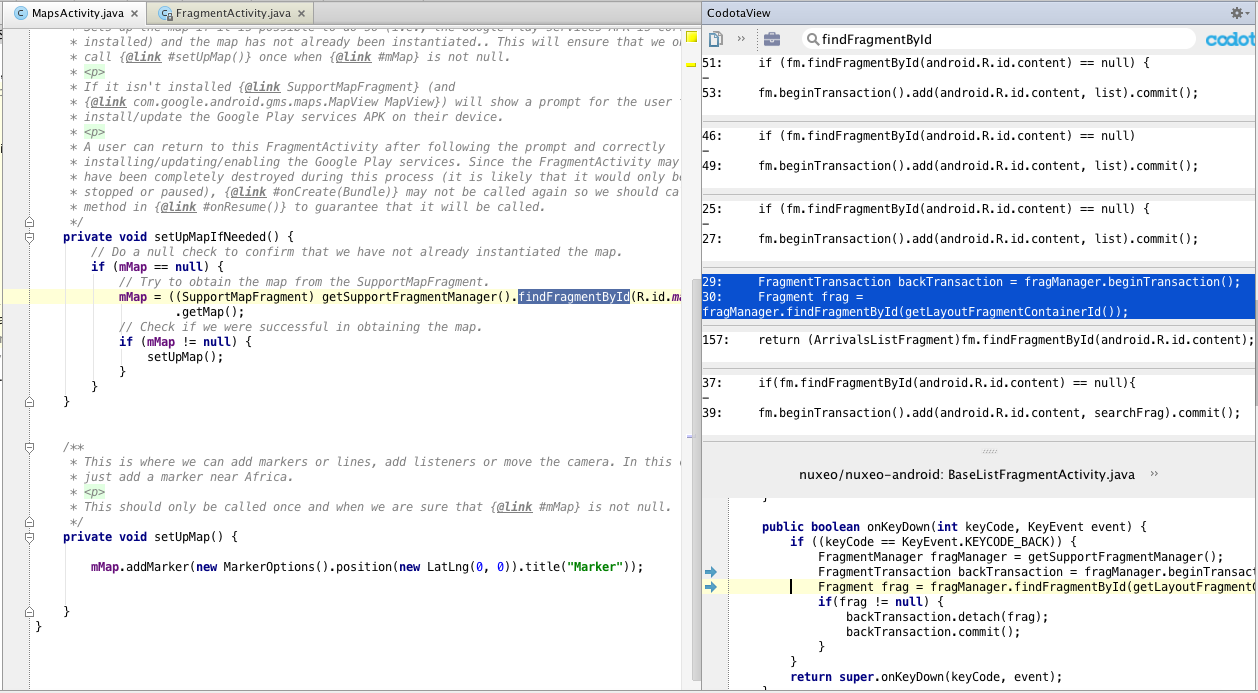 MapsActivity.java
FragmentActivity.java
* Sets up the map if it is possible to do so (i.e., the Google Play services APK is
* installed) and the map has not already been instantiated.. This will ensure that we
* call {@link #setUpMap()} once when {@link #mMap} is not null.
* <p>
* If it isn't installed {@link SupportMapFragment} (and
* {@link com.google.android.gms.maps.MapView MapView}) will show a prompt for the user
* install/update the Google Play services APK on their device.
* <p>
* A user can return to this FragmentActivity after following the prompt and correctly
* installing/updating/enabling the Google Play services. Since the FragmentActivity may
* have been completely destroyed during this process (it is likely that it would only
* stopped or paused), {@link #onCreate(Bundle)} may not be called again so we should
* method in {@link #onResume()} to guarantee that it will be called.
*/
private void setUpMapIfNeeded() {
// Do a null check to confirm that we have not already instantiated the map.
if (mMap == null) {
// Try to obtain the map from the SupportMapFragment.
mMap = ((SupportMapFragment) getSupportFragmentManager().findFragmentById(R.id.
.getMap();
// Check if we were successful in obtaining the map.
if (mMap != null) {
setUpMap();
}
}
}
/**
* This is where we can add markers or lines, add listeners or move the camera. In this
* just add a marker near Africa.
* <p>
* This should only be called once and when we are sure that {@link #mMap} is not null.
*/
private void setUpMap() {
mMap.addMarker(new MarkerOptions().position(new LatLng(0, 0)).title("Marker"));
}
}
CodotaView
findFragmentById
codot
51: if (fm.findFragmentById(android.R.id.content) == null) {
–
53: fm.beginTransaction().add(android.R.id.content, list).commit();
46: if (fm.findFragmentById(android.R.id.content) == null)
–
49: fm.beginTransaction().add(android.R.id.content, list).commit();
25: if (fm.findFragmentById(android.R.id.content) == null) {
–
27: fm.beginTransaction().add(android.R.id.content, list).commit();
29: FragmentTransaction backTransaction = fragManager.beginTransaction();
30: Fragment frag =
fragManager.findFragmentById(getLayoutFragmentContainerId());
157: return (ArrivalsListFragment)fm.findFragmentById(android.R.id.content);
37: if(fm.findFragmentById(android.R.id.content) == null){
–
39: fm.beginTransaction().add(android.R.id.content, searchFrag).commit();
nuxeo/nuxeo-android: BaseListFragmentActivity.java »
public boolean onKeyDown(int keyCode, KeyEvent event) {
if ((keyCode == KeyEvent.KEYCODE_BACK)) {
FragmentManager fragManager = getSupportFragmentManager();
FragmentTransaction backTransaction = fragManager.beginTransact
Fragment frag = fragManager.findFragmentById(getLayoutFragmentC
if(frag != null) {
backTransaction.detach(frag);
backTransaction.commit();
}
}
return super.onKeyDown(keyCode, event);